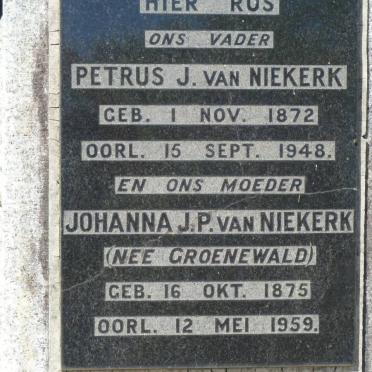 HIER RUS
ONS VADER
PETRUS J. VAN NIEKERK
GEB. 1 NOV. 1872
OORL. 15 SEPT. 1948.
EN ONS MOEDER
JOHANNA J.P. VAN NIEKERK
(NEE GROENEWALD)
GEB. 16 OKT. 1875
OORL. 12 MEI 1959.